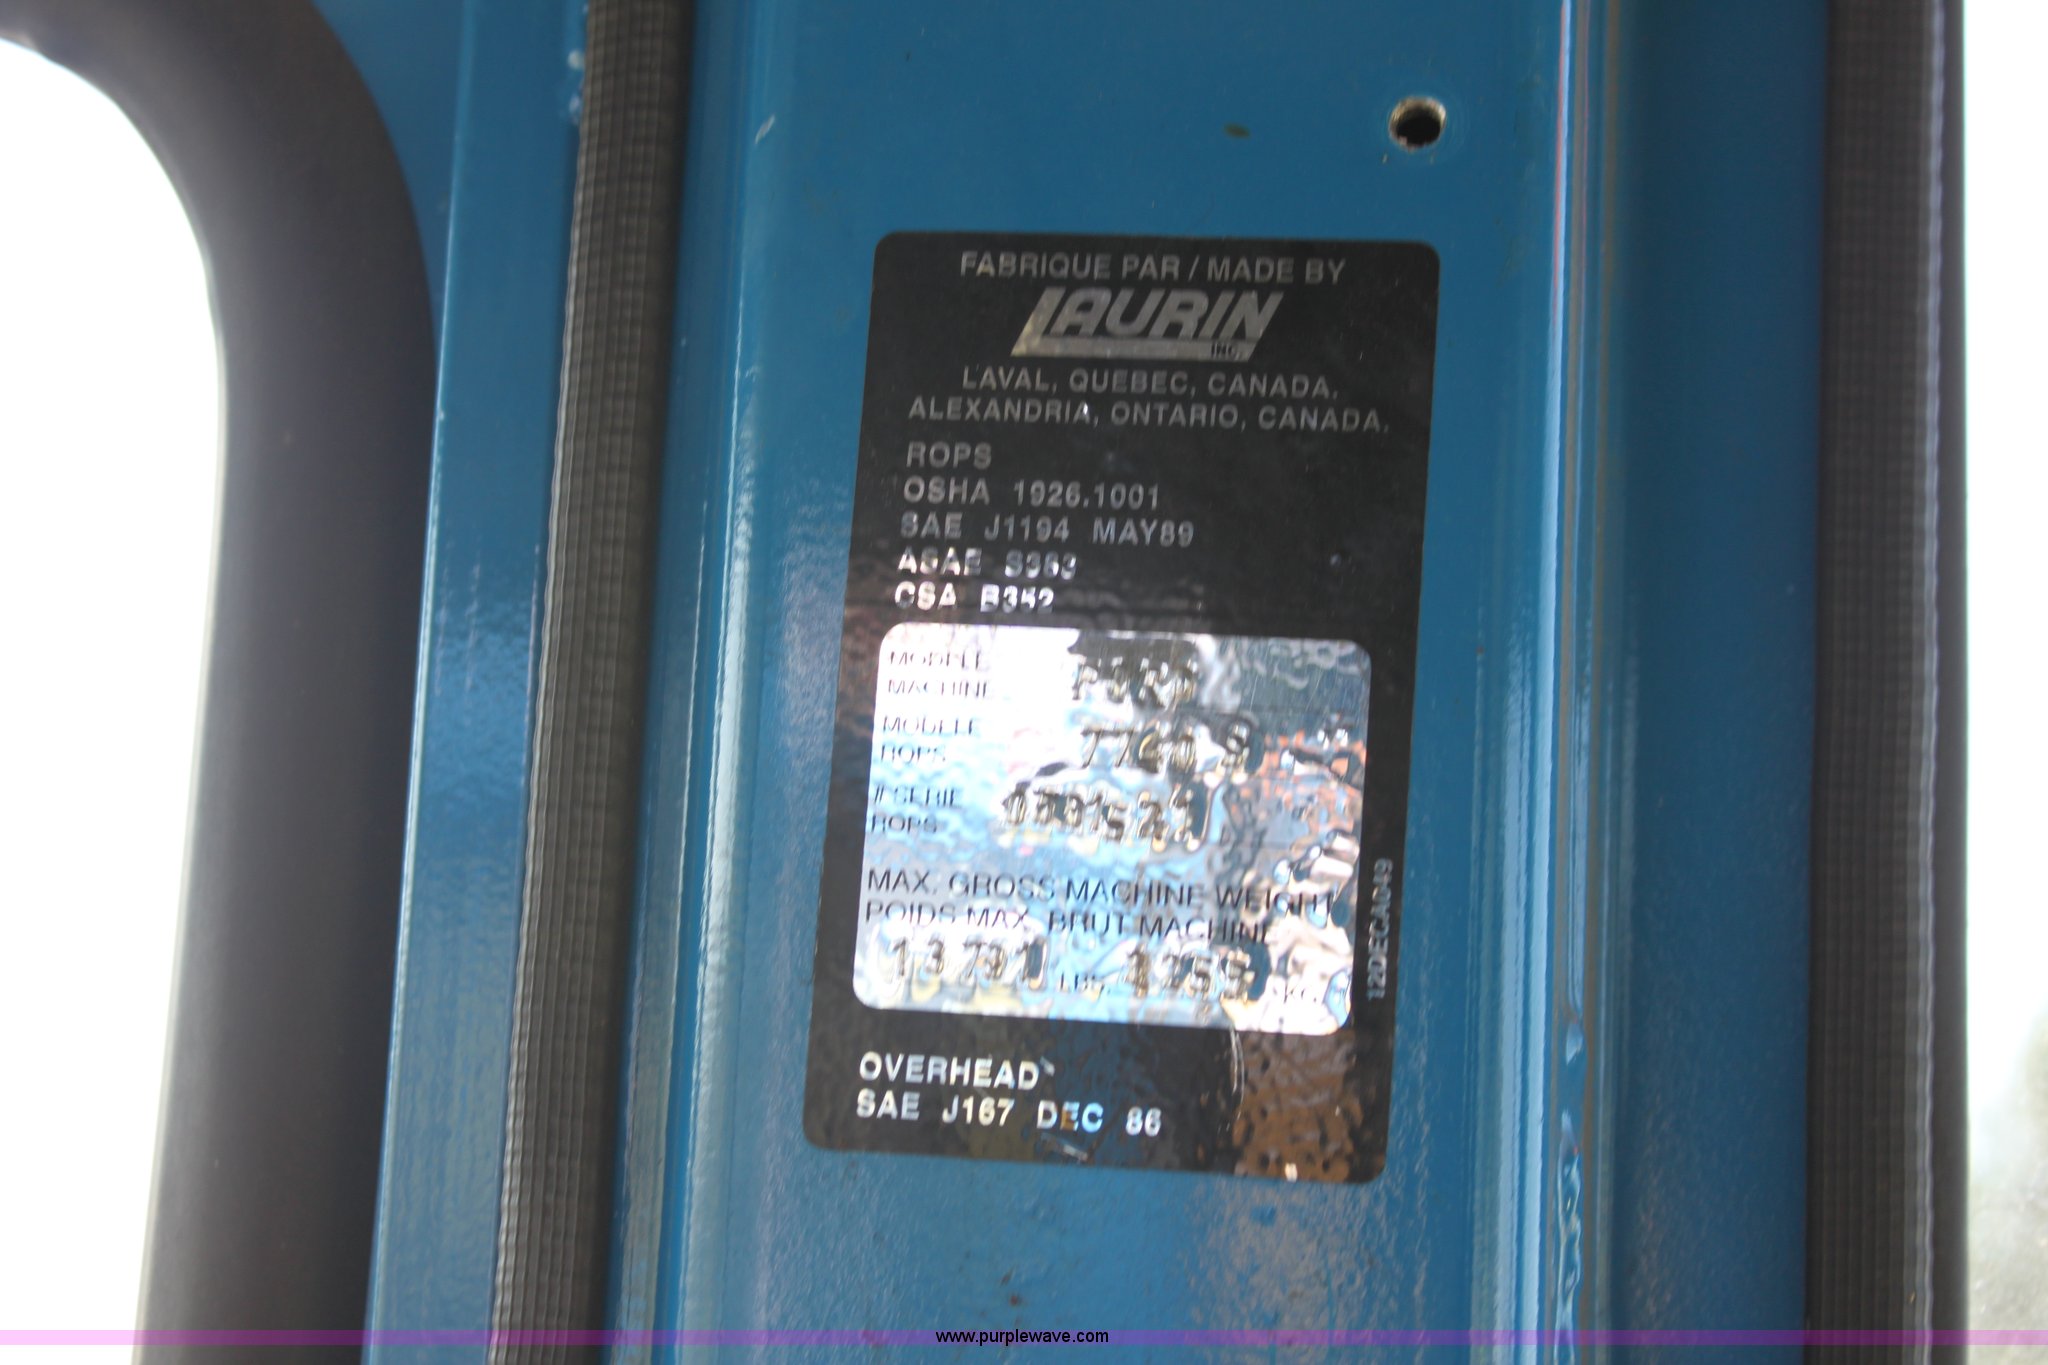 FABRIQUE PAR / MADE BY
LAURIN
INC.
LAVAL, QUEBEC, CANADA.
ALEXANDRIA, ONTARIO, CANADA.
ROPS
OSHA 1926.1001
SAE J1194 MAY89
ASAE S383
CSA B352
MODELE
MACHINE
FORD
MODELE
ROPS
# SERIE
ROPS
MAX. GROSS MACHINE WEIGHT
POIDS MAX. BRUT MACHINE
LBS. KG.
12DECA049
OVERHEAD
SAE J167 DEC 86
www.purplewave.com